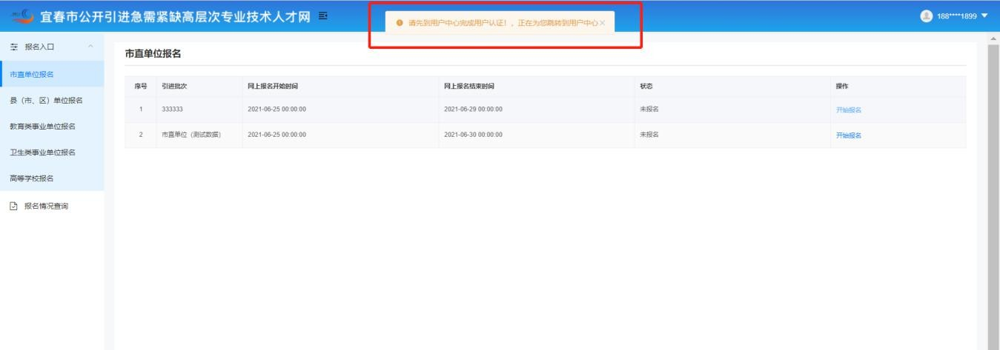 宜春市公开引进急需紧缺高层次专业技术人才网
请先到用户中心完成用户认证！，正在为您跳转到用户中心
188****1899
报名入口
市直单位报名
县（市、区）单位报名
教育类事业单位报名
卫生类事业单位报名
高等学校报名
报名情况查询
市直单位报名
序号 引进批次 网上报名开始时间 网上报名结束时间 状态 操作
1 333333 2021-06-25 00:00:00 2021-06-29 00:00:00 未报名 开始报名
2 市直单位（测试数据） 2021-06-25 00:00:00 2021-06-30 00:00:00 未报名 开始报名